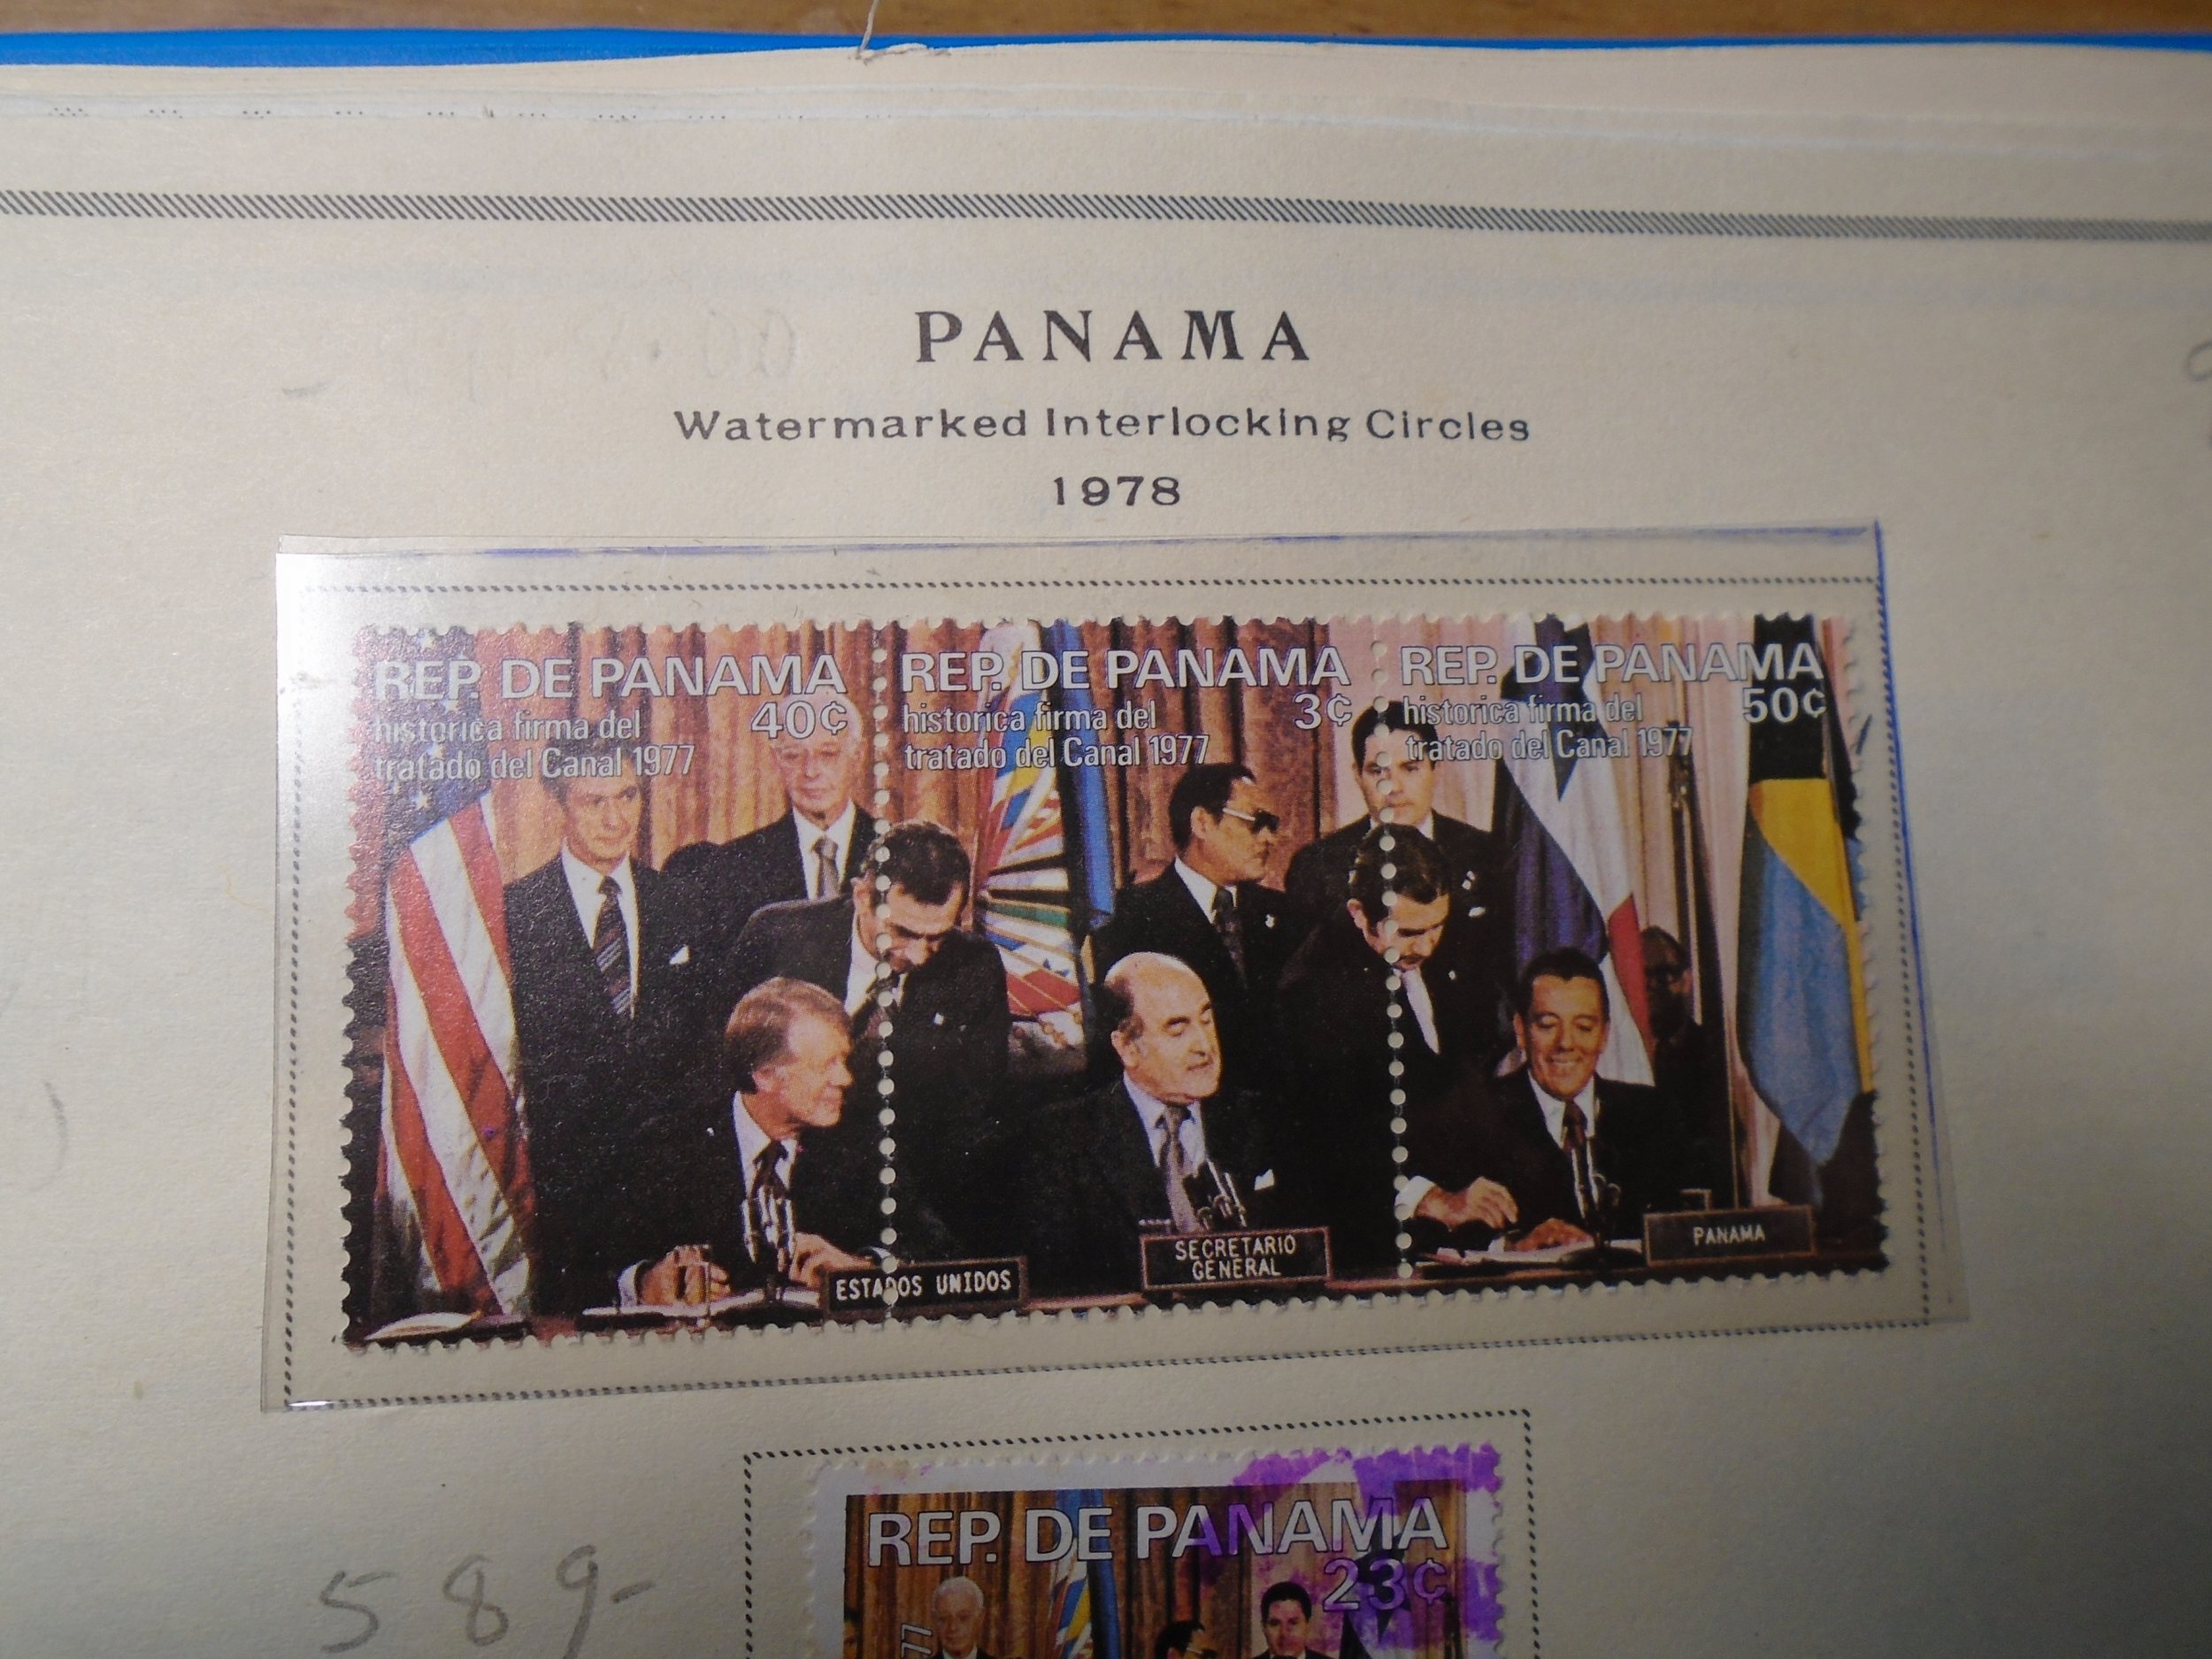 PANAMA
Watermarked Interlocking Circles
1978
REP. DE PANAMA
40¢
historica firma del
tratado del Canal 1977
REP. DE PANAMA
3¢
historica firma del
tratado del Canal 1977
REP. DE PANAMA
50¢
historica firma del
tratado del Canal 1977
ESTADOS UNIDOS
SECRETARIO
GENERAL
PANAMA
589-
REP. DE PANAMA
23¢
77